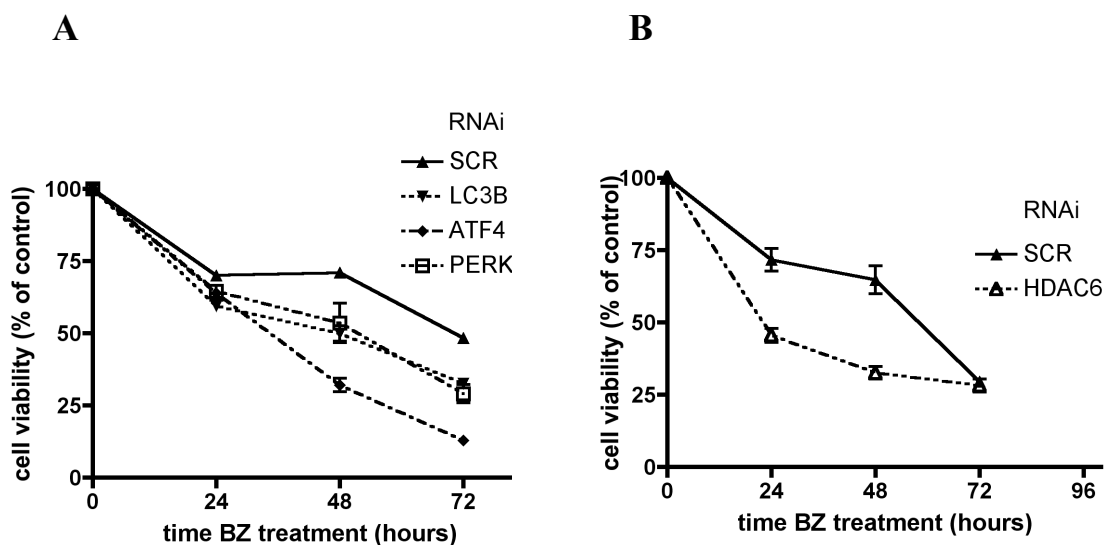 A
RNAi
SCR
LC3B
ATF4
PERK
cell viability (% of control)
100
75
50
25
0
0 24 48 72
time BZ treatment (hours)
B
RNAi
SCR
HDAC6
cell viability (% of control)
100
75
50
25
0
0 24 48 72 96
time BZ treatment (hours)